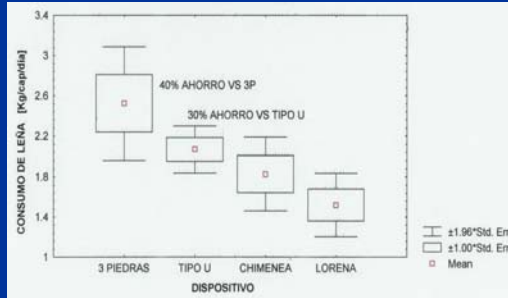 CONSUMO DE LEÑA [Kg/cap/dia]
3.4
3
2.6
2.2
1.8
1.4
1
40% AHORRO VS 3P
30% AHORRO VS TIPO U
3 PIEDRAS
TIPO U
CHIMENEA
LORENA
DISPOSITIVO
±1.96*Std. Err
±1.00*Std. Err
Mean